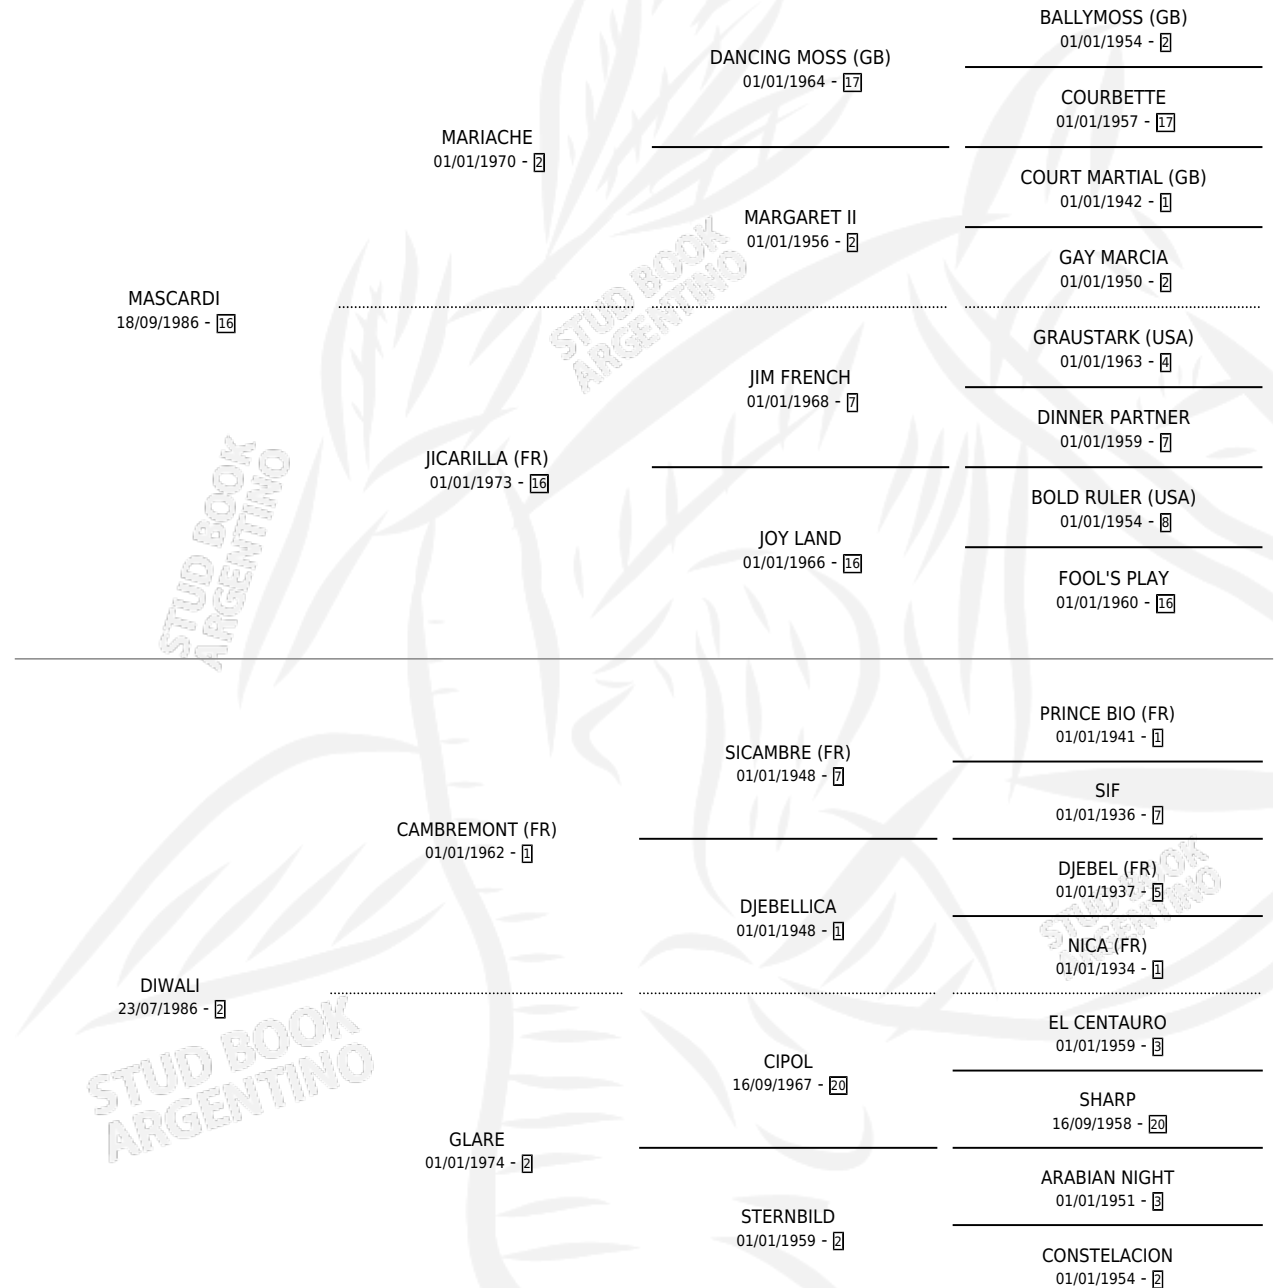 BALLYMOSS (GB)
01/01/1954 - 2
DANCING MOSS (GB)
01/01/1964 - 17
COURBETTE
01/01/1957 - 17
MARIACHE
01/01/1970 - 2
COURT MARTIAL (GB)
01/01/1942 - 1
MARGARET II
01/01/1956 - 2
GAY MARCIA
01/01/1950 - 2
MASCARDI
18/09/1986 - 16
GRAUSTARK (USA)
01/01/1963 - 4
JIM FRENCH
01/01/1968 - 7
DINNER PARTNER
01/01/1959 - 7
JICARILLA (FR)
01/01/1973 - 16
BOLD RULER (USA)
01/01/1954 - 8
JOY LAND
01/01/1966 - 16
FOOL'S PLAY
01/01/1960 - 16
PRINCE BIO (FR)
01/01/1941 - 1
SICAMBRE (FR)
01/01/1948 - 7
SIF
01/01/1936 - 7
CAMBREMONT (FR)
01/01/1962 - 1
DJEBEL (FR)
01/01/1937 - 5
DJEBELLICA
01/01/1948 - 1
NICA (FR)
01/01/1934 - 1
DIWALI
23/07/1986 - 2
EL CENTAURO
01/01/1959 - 3
CIPOL
16/09/1967 - 20
SHARP
16/09/1958 - 20
GLARE
01/01/1974 - 2
ARABIAN NIGHT
01/01/1951 - 3
STERNBILD
01/01/1959 - 2
CONSTELACION
01/01/1954 - 2
STUD BOOK
ARGENTINO
STUD BOOK
ARGENTINO
STUD BOOK
ARGENTINO
STUD BOOK
ARGENTINO